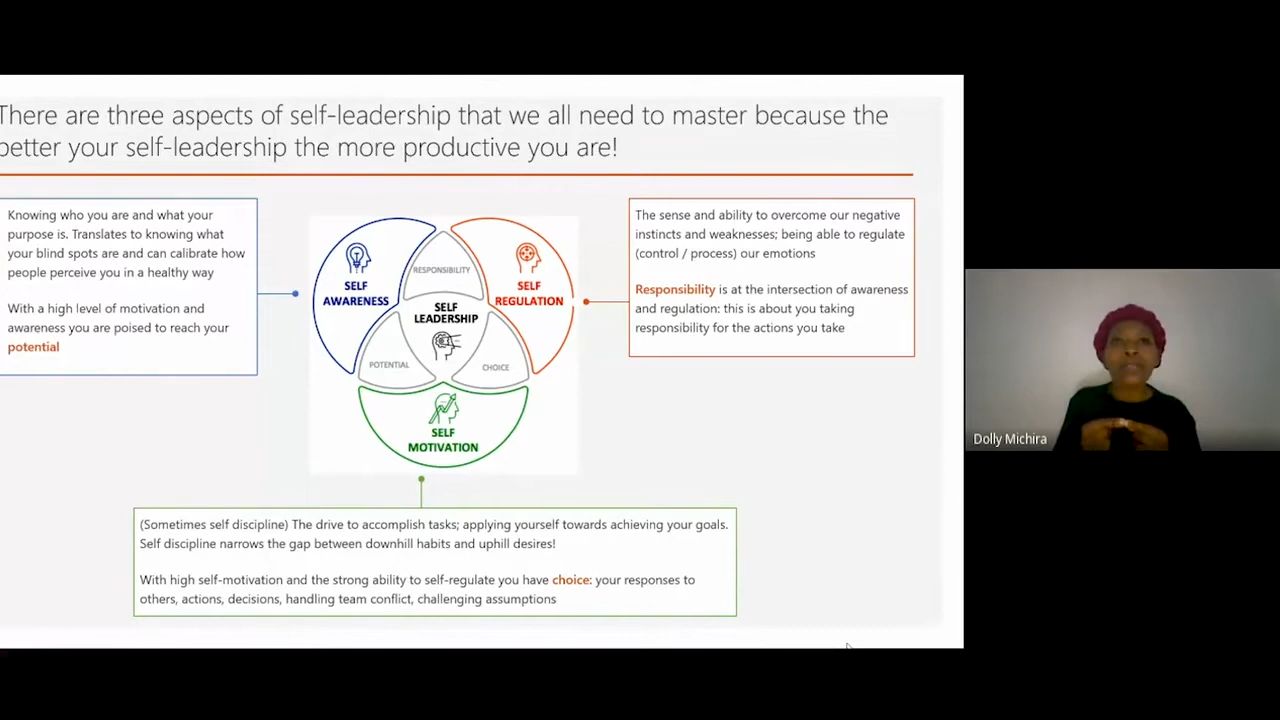 There are three aspects of self-leadership that we all need to master because the
better your self-leadership the more productive you are!
Knowing who you are and what your
purpose is. Translates to knowing what
your blind spots are and can calibrate how
people perceive you in a healthy way
With a high level of motivation and
awareness you are poised to reach your
potential
SELF
AWARENESS
RESPONSIBILITY
SELF
REGULATION
SELF
LEADERSHIP
POTENTIAL
CHOICE
SELF
MOTIVATION
The sense and ability to overcome our negative
instincts and weaknesses; being able to regulate
(control / process) our emotions
Responsibility is at the intersection of awareness
and regulation: this is about you taking
responsibility for the actions you take
(Sometimes self discipline) The drive to accomplish tasks; applying yourself towards achieving your goals.
Self discipline narrows the gap between downhill habits and uphill desires!
With high self-motivation and the strong ability to self-regulate you have choice: your responses to
others, actions, decisions, handling team conflict, challenging assumptions
Dolly Michira